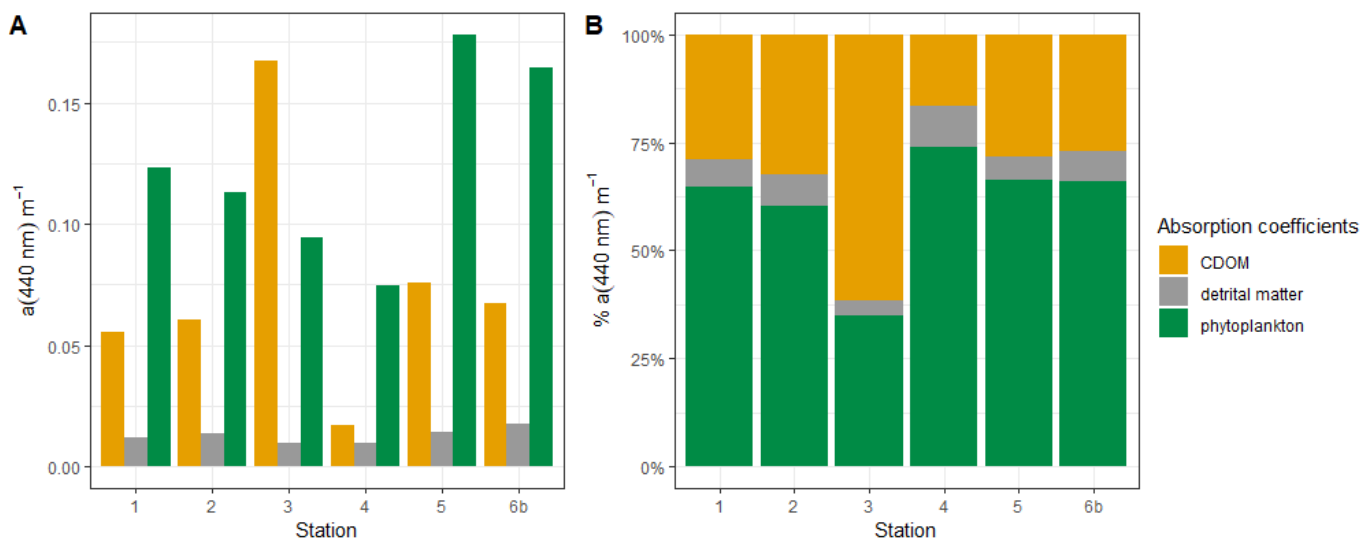 A
a(440 nm) m⁻¹
0.15
0.10
0.05
0.00
1 2 3 4 5 6b
Station
B
% a(440 nm) m⁻¹
100%
75%
50%
25%
0%
1 2 3 4 5 6b
Station
Absorption coefficients
CDOM
detrital matter
phytoplankton